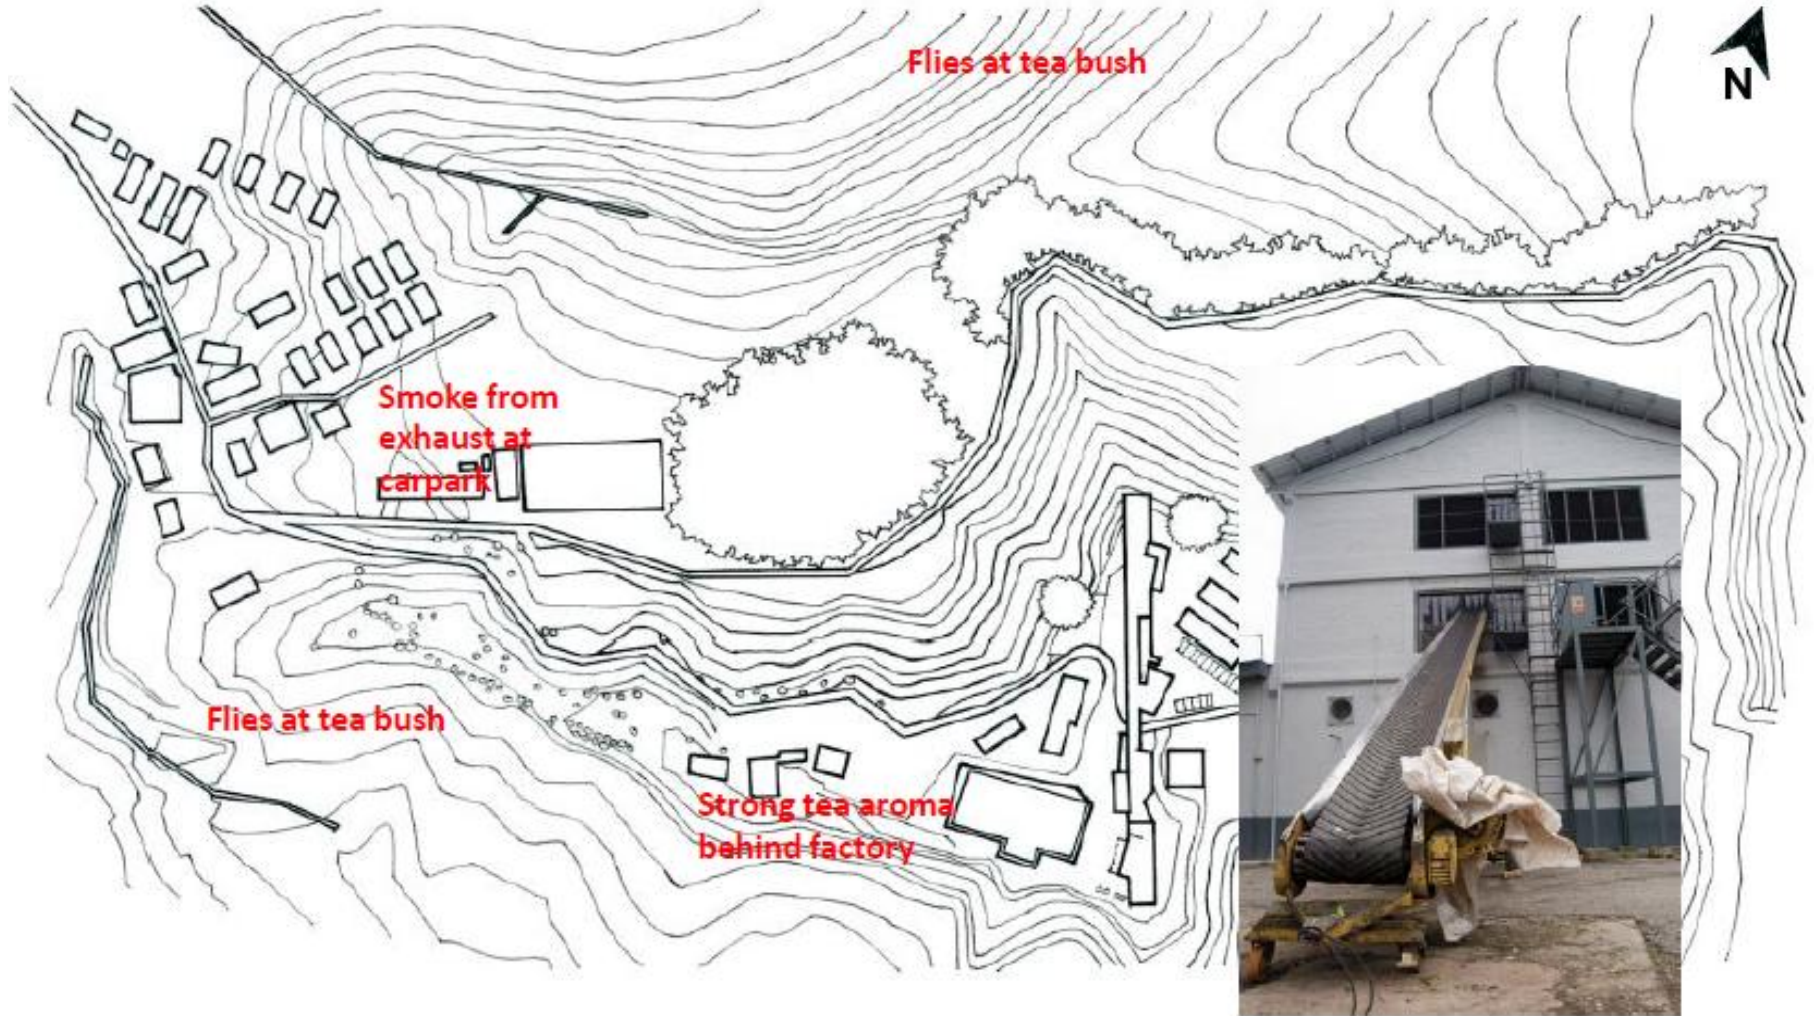 Flies at tea bush
N
Smoke from
exhaust at
carpark
Flies at tea bush
Strong tea aroma
behind factory